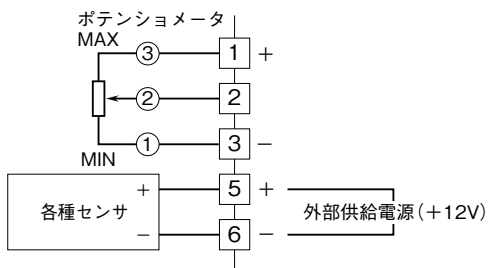 ポテンショメータ
MAX
③ 1 +
② 2
① 3 −
MIN
+ 5 +
各種センサ 外部供給電源(+12V)
− 6 −